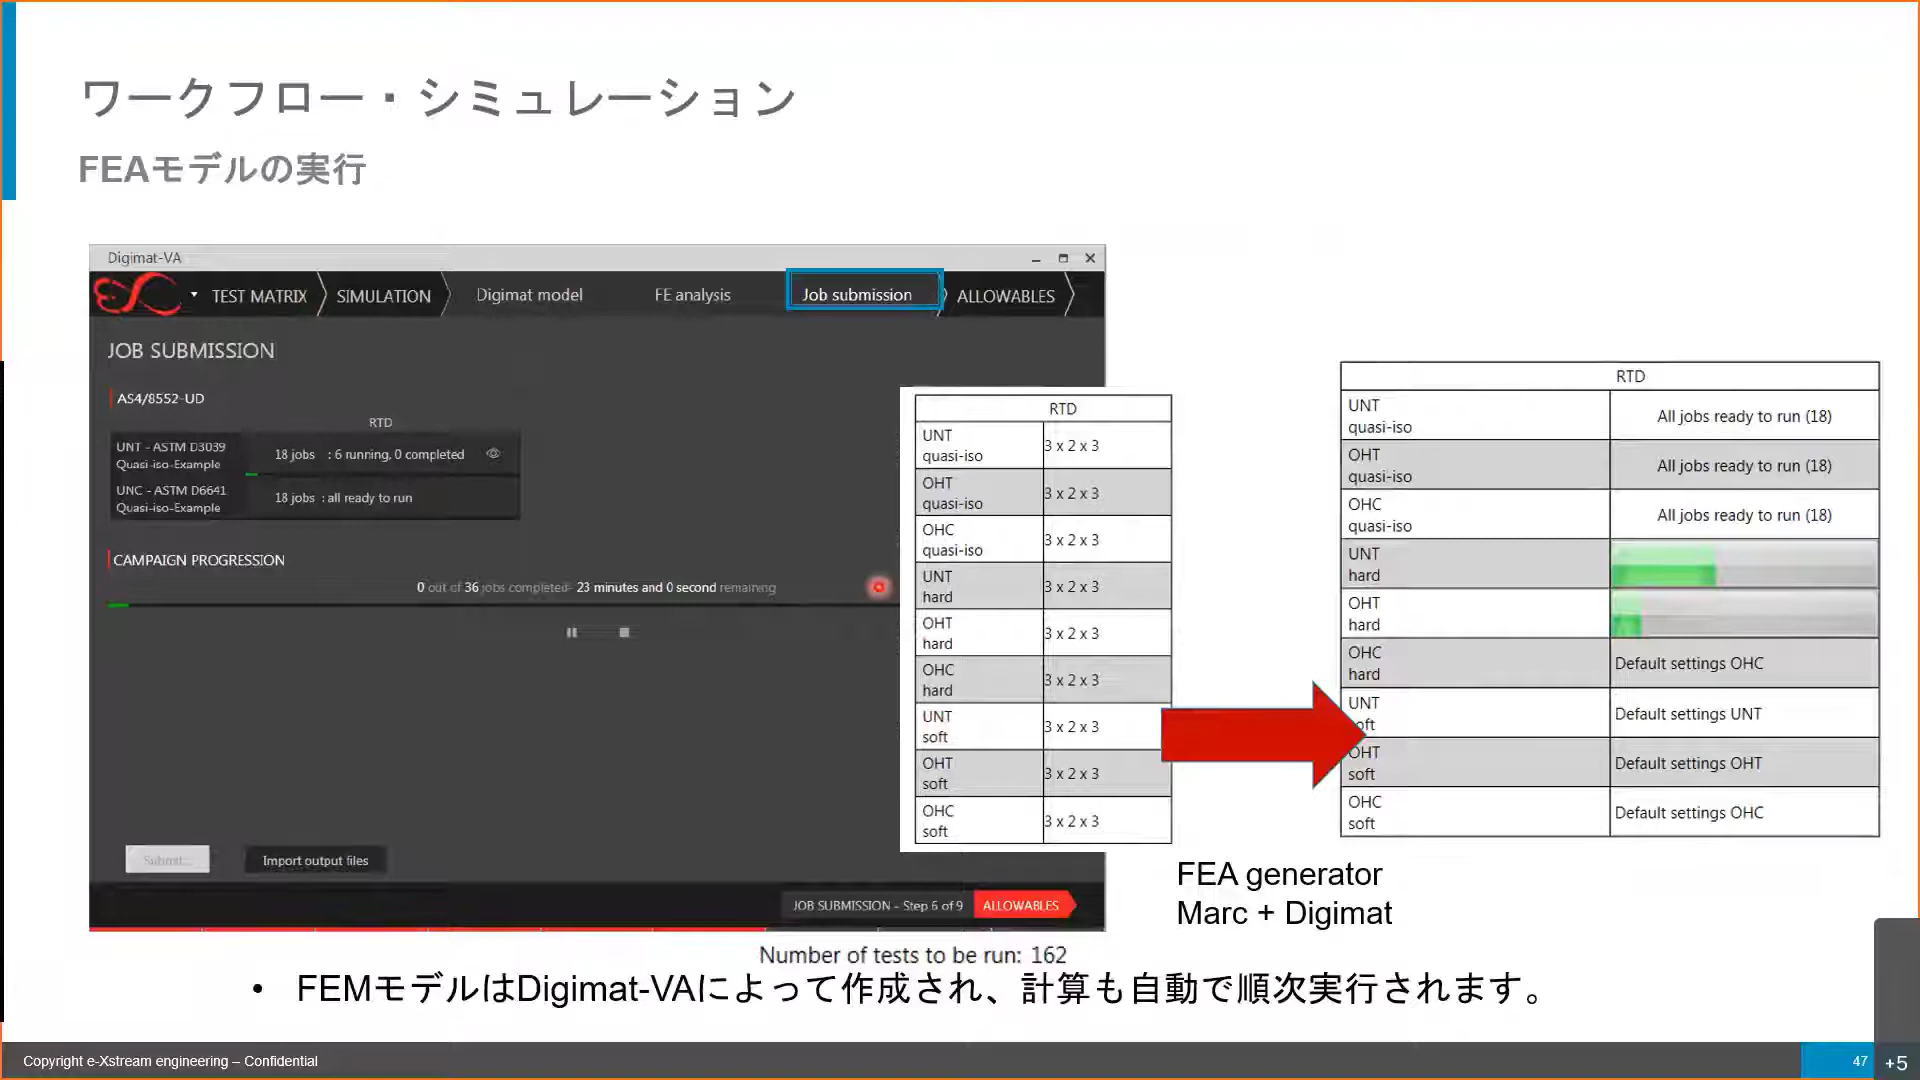 ワークフロー・シミュレーション
FEAモデルの実行
Digimat-VA
TEST MATRIX
SIMULATION
Digimat model
FE analysis
Job submission
ALLOWABLES
JOB SUBMISSION
AS4/8552-UD
RTD
UNT - ASTM D3039
Quasi-iso-Example
18 jobs : 6 running, 0 completed
UNC - ASTM D6641
Quasi-iso-Example
18 jobs : all ready to run
CAMPAIGN PROGRESSION
0 out of 36 jobs completed- 23 minutes and 0 second remaining
Submit...
Import output files
JOB SUBMISSION - Step 6 of 9
ALLOWABLES
RTD
UNT
quasi-iso
3 x 2 x 3
OHT
quasi-iso
3 x 2 x 3
OHC
quasi-iso
3 x 2 x 3
UNT
hard
3 x 2 x 3
OHT
hard
3 x 2 x 3
OHC
hard
3 x 2 x 3
UNT
soft
3 x 2 x 3
OHT
soft
3 x 2 x 3
OHC
soft
3 x 2 x 3
Number of tests to be run: 162
RTD
UNT
quasi-iso
All jobs ready to run (18)
OHT
quasi-iso
All jobs ready to run (18)
OHC
quasi-iso
All jobs ready to run (18)
UNT
hard
OHT
hard
OHC
hard
Default settings OHC
UNT
oft
Default settings UNT
OHT
soft
Default settings OHT
OHC
soft
Default settings OHC
FEA generator
Marc + Digimat
• FEMモデルはDigimat-VAによって作成され、計算も自動で順次実行されます。
Copyright e-Xstream engineering – Confidential
47
+5